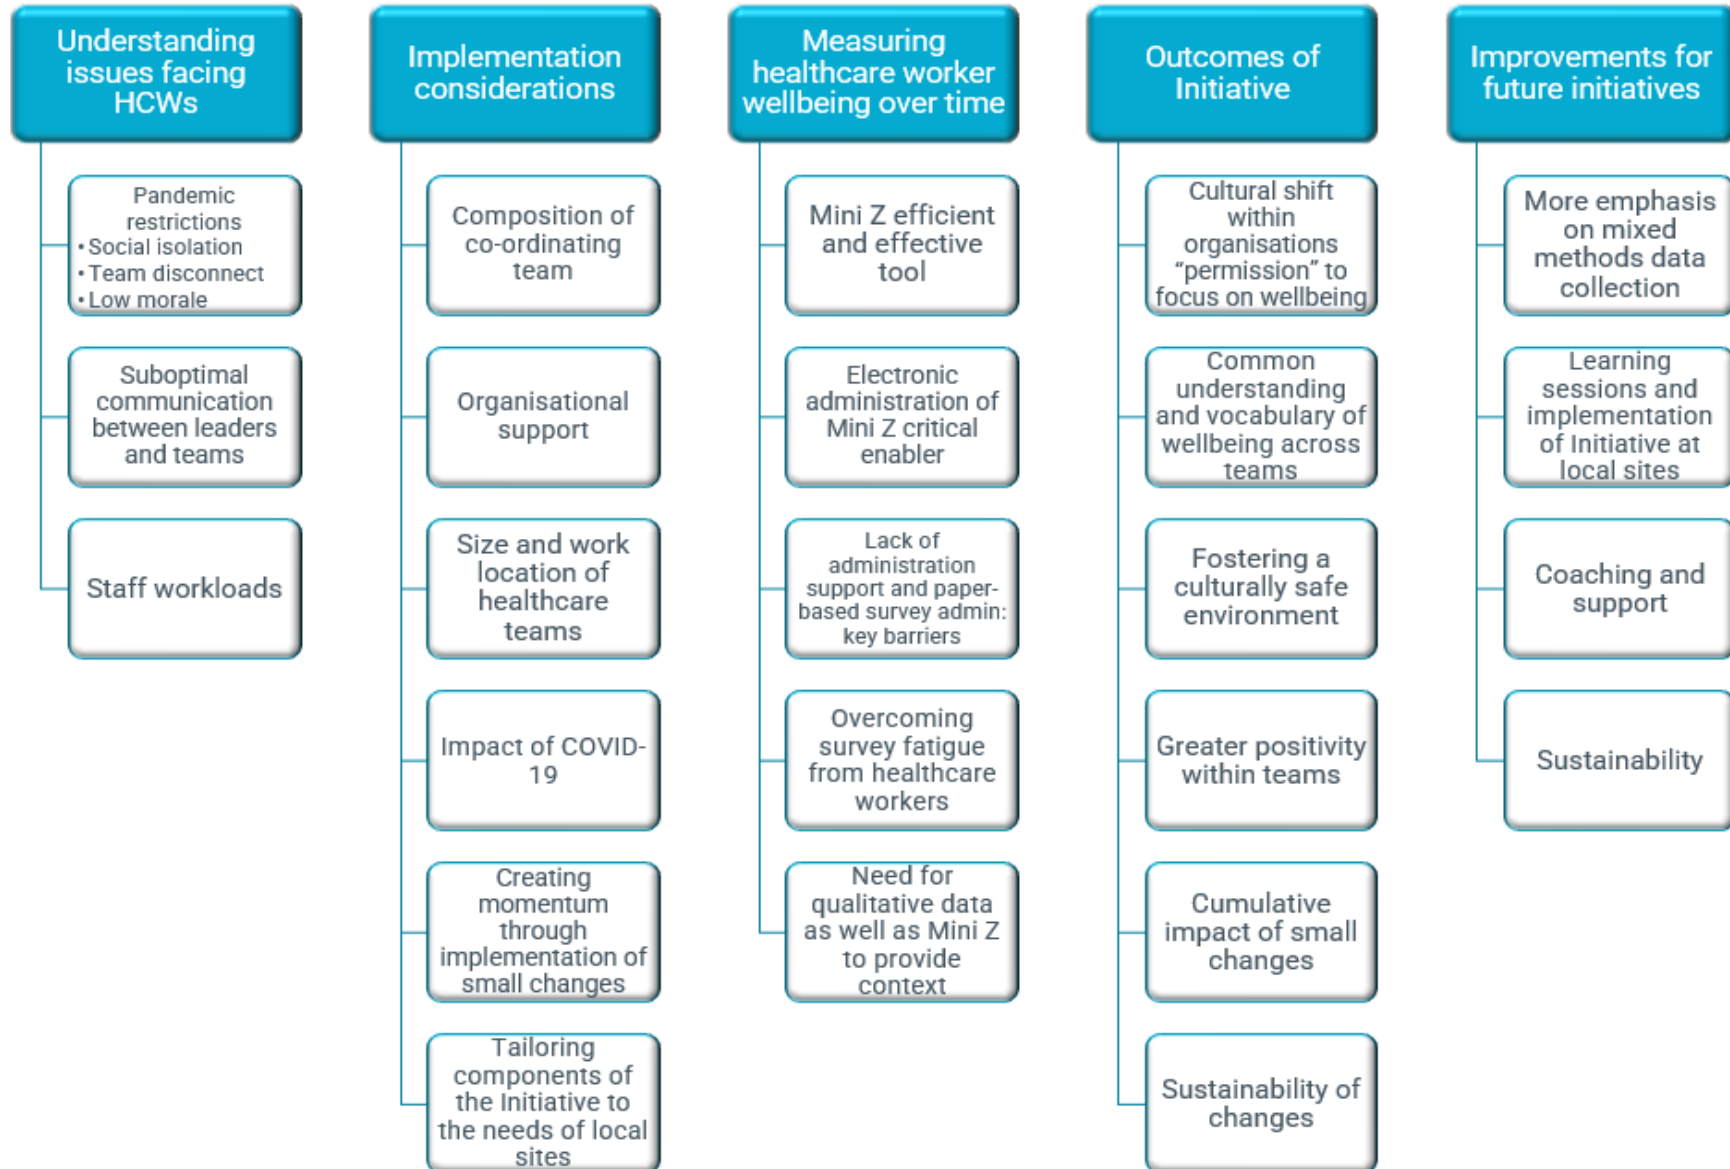 Understanding
issues facing
HCWs
Pandemic
restrictions
• Social isolation
• Team disconnect
• Low morale
Suboptimal
communication
between leaders
and teams
Staff workloads
Implementation
considerations
Composition of
co-ordinating
team
Organisational
support
Size and work
location of
healthcare
teams
Impact of COVID-
19
Creating
momentum
through
implementation of
small changes
Tailoring
components of
the Initiative to
the needs of local
sites
Measuring
healthcare worker
wellbeing over time
Mini Z efficient
and effective
tool
Electronic
administration of
Mini Z critical
enabler
Lack of
administration
support and paper-
based survey admin:
key barriers
Overcoming
survey fatigue
from healthcare
workers
Need for
qualitative data
as well as Mini Z
to provide
context
Outcomes of
Initiative
Cultural shift
within
organisations
“permission” to
focus on wellbeing
Common
understanding
and vocabulary of
wellbeing across
teams
Fostering a
culturally safe
environment
Greater positivity
within teams
Cumulative
impact of small
changes
Sustainability of
changes
Improvements for
future initiatives
More emphasis
on mixed
methods data
collection
Learning
sessions and
implementation
of Initiative at
local sites
Coaching and
support
Sustainability